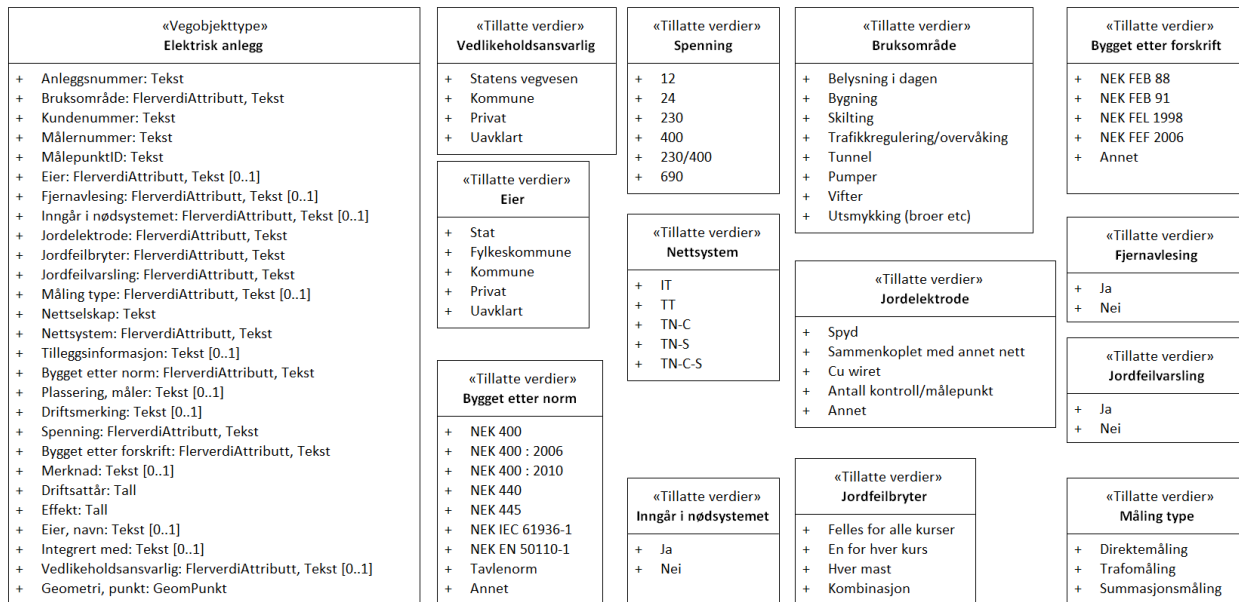 «Vegobjekttype»
Elektrisk anlegg
+ Anleggsnummer: Tekst
+ Bruksområde: FlerverdiAttributt, Tekst
+ Kundenummer: Tekst
+ Målernummer: Tekst
+ MålepunktID: Tekst
+ Eier: FlerverdiAttributt, Tekst [0..1]
+ Fjernavlesing: FlerverdiAttributt, Tekst [0..1]
+ Inngår i nødsystemet: FlerverdiAttributt, Tekst [0..1]
+ Jordelektrode: FlerverdiAttributt, Tekst
+ Jordfeilbryter: FlerverdiAttributt, Tekst
+ Jordfeilvarsling: FlerverdiAttributt, Tekst
+ Måling type: FlerverdiAttributt, Tekst [0..1]
+ Nettselskap: Tekst
+ Nettsystem: FlerverdiAttributt, Tekst
+ Tilleggsinformasjon: Tekst [0..1]
+ Bygget etter norm: FlerverdiAttributt, Tekst
+ Plassering, måler: Tekst [0..1]
+ Driftsmerking: Tekst [0..1]
+ Spenning: FlerverdiAttributt, Tekst
+ Bygget etter forskrift: FlerverdiAttributt, Tekst
+ Merknad: Tekst [0..1]
+ Driftsattår: Tall
+ Effekt: Tall
+ Eier, navn: Tekst [0..1]
+ Integrert med: Tekst [0..1]
+ Vedlikeholdsansvarlig: FlerverdiAttributt, Tekst [0..1]
+ Geometri, punkt: GeomPunkt
«Tillatte verdier»
Vedlikeholdsansvarlig
+ Statens vegvesen
+ Kommune
+ Privat
+ Uavklart
«Tillatte verdier»
Eier
+ Stat
+ Fylkeskommune
+ Kommune
+ Privat
+ Uavklart
«Tillatte verdier»
Bygget etter norm
+ NEK 400
+ NEK 400 : 2006
+ NEK 400 : 2010
+ NEK 440
+ NEK 445
+ NEK IEC 61936-1
+ NEK EN 50110-1
+ Tavlenorm
+ Annet
«Tillatte verdier»
Spenning
+ 12
+ 24
+ 230
+ 400
+ 230/400
+ 690
«Tillatte verdier»
Nettsystem
+ IT
+ TT
+ TN-C
+ TN-S
+ TN-C-S
«Tillatte verdier»
Inngår i nødsystemet
+ Ja
+ Nei
«Tillatte verdier»
Bruksområde
+ Belysning i dagen
+ Bygning
+ Skilting
+ Trafikkregulering/overvåking
+ Tunnel
+ Pumper
+ Vifter
+ Utsmykking (broer etc)
«Tillatte verdier»
Jordelektrode
+ Spyd
+ Sammenkoplet med annet nett
+ Cu wiret
+ Antall kontroll/målepunkt
+ Annet
«Tillatte verdier»
Jordfeilbryter
+ Felles for alle kurser
+ En for hver kurs
+ Hver mast
+ Kombinasjon
«Tillatte verdier»
Bygget etter forskrift
+ NEK FEB 88
+ NEK FEB 91
+ NEK FEL 1998
+ NEK FEF 2006
+ Annet
«Tillatte verdier»
Fjernavlesing
+ Ja
+ Nei
«Tillatte verdier»
Jordfeilvarsling
+ Ja
+ Nei
«Tillatte verdier»
Måling type
+ Direktemåling
+ Trafomåling
+ Summasjonsmåling